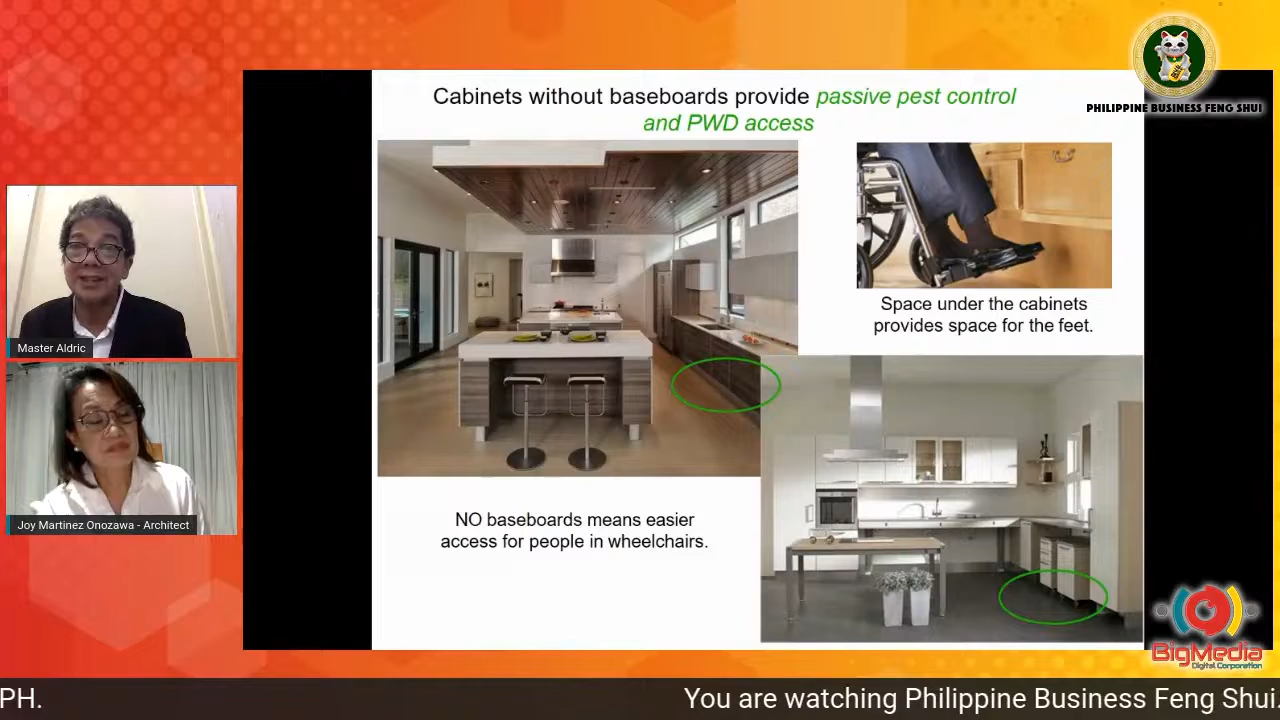 PHILIPPINE BUSINESS FENG SHUI
Cabinets without baseboards provide passive pest control
and PWD access
Master Aldric
Space under the cabinets
provides space for the feet.
Joy Martinez Onozawa - Architect
NO baseboards means easier
access for people in wheelchairs.
BigMedia
Digital Corporation
PH.
You are watching Philippine Business Feng Shui.